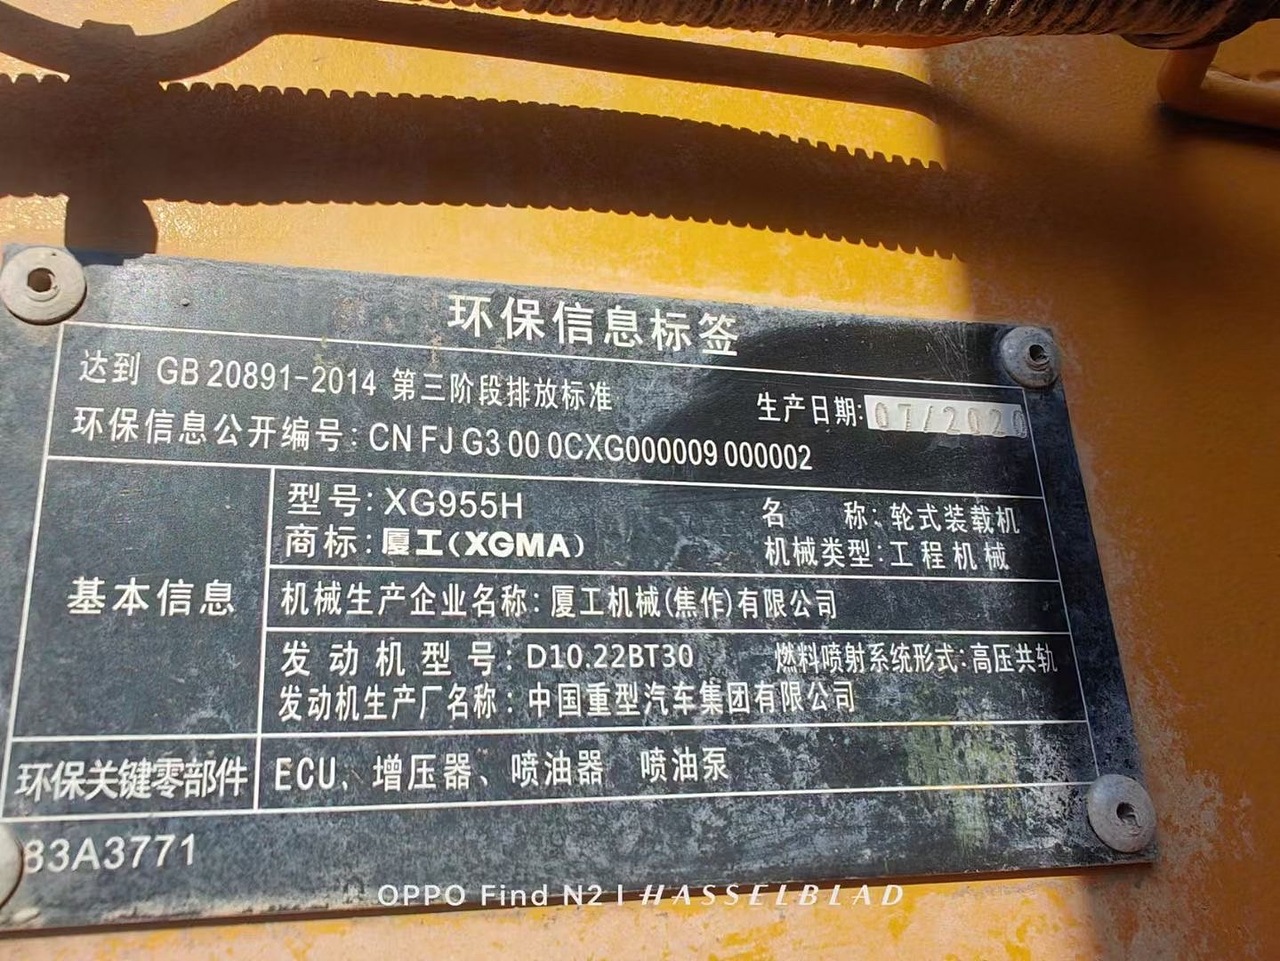 环保信息标签
达到 GB 20891-2014 第三阶段排放标准
生产日期: 07/2020
环保信息公开编号: CN FJ G3 00 0CXG000009 000002
基本信息
型号: XG955H 名 称: 轮式装载机
商标: 厦工(XGMA) 机械类型: 工程机械
机械生产企业名称: 厦工机械(焦作)有限公司
发动机型号: D10.22BT30 燃料喷射系统形式: 高压共轨
发动机生产厂名称: 中国重型汽车集团有限公司
环保关键零部件 ECU、增压器、喷油器 喷油泵
83A3771
OPPO Find N2 | HASSELBLAD